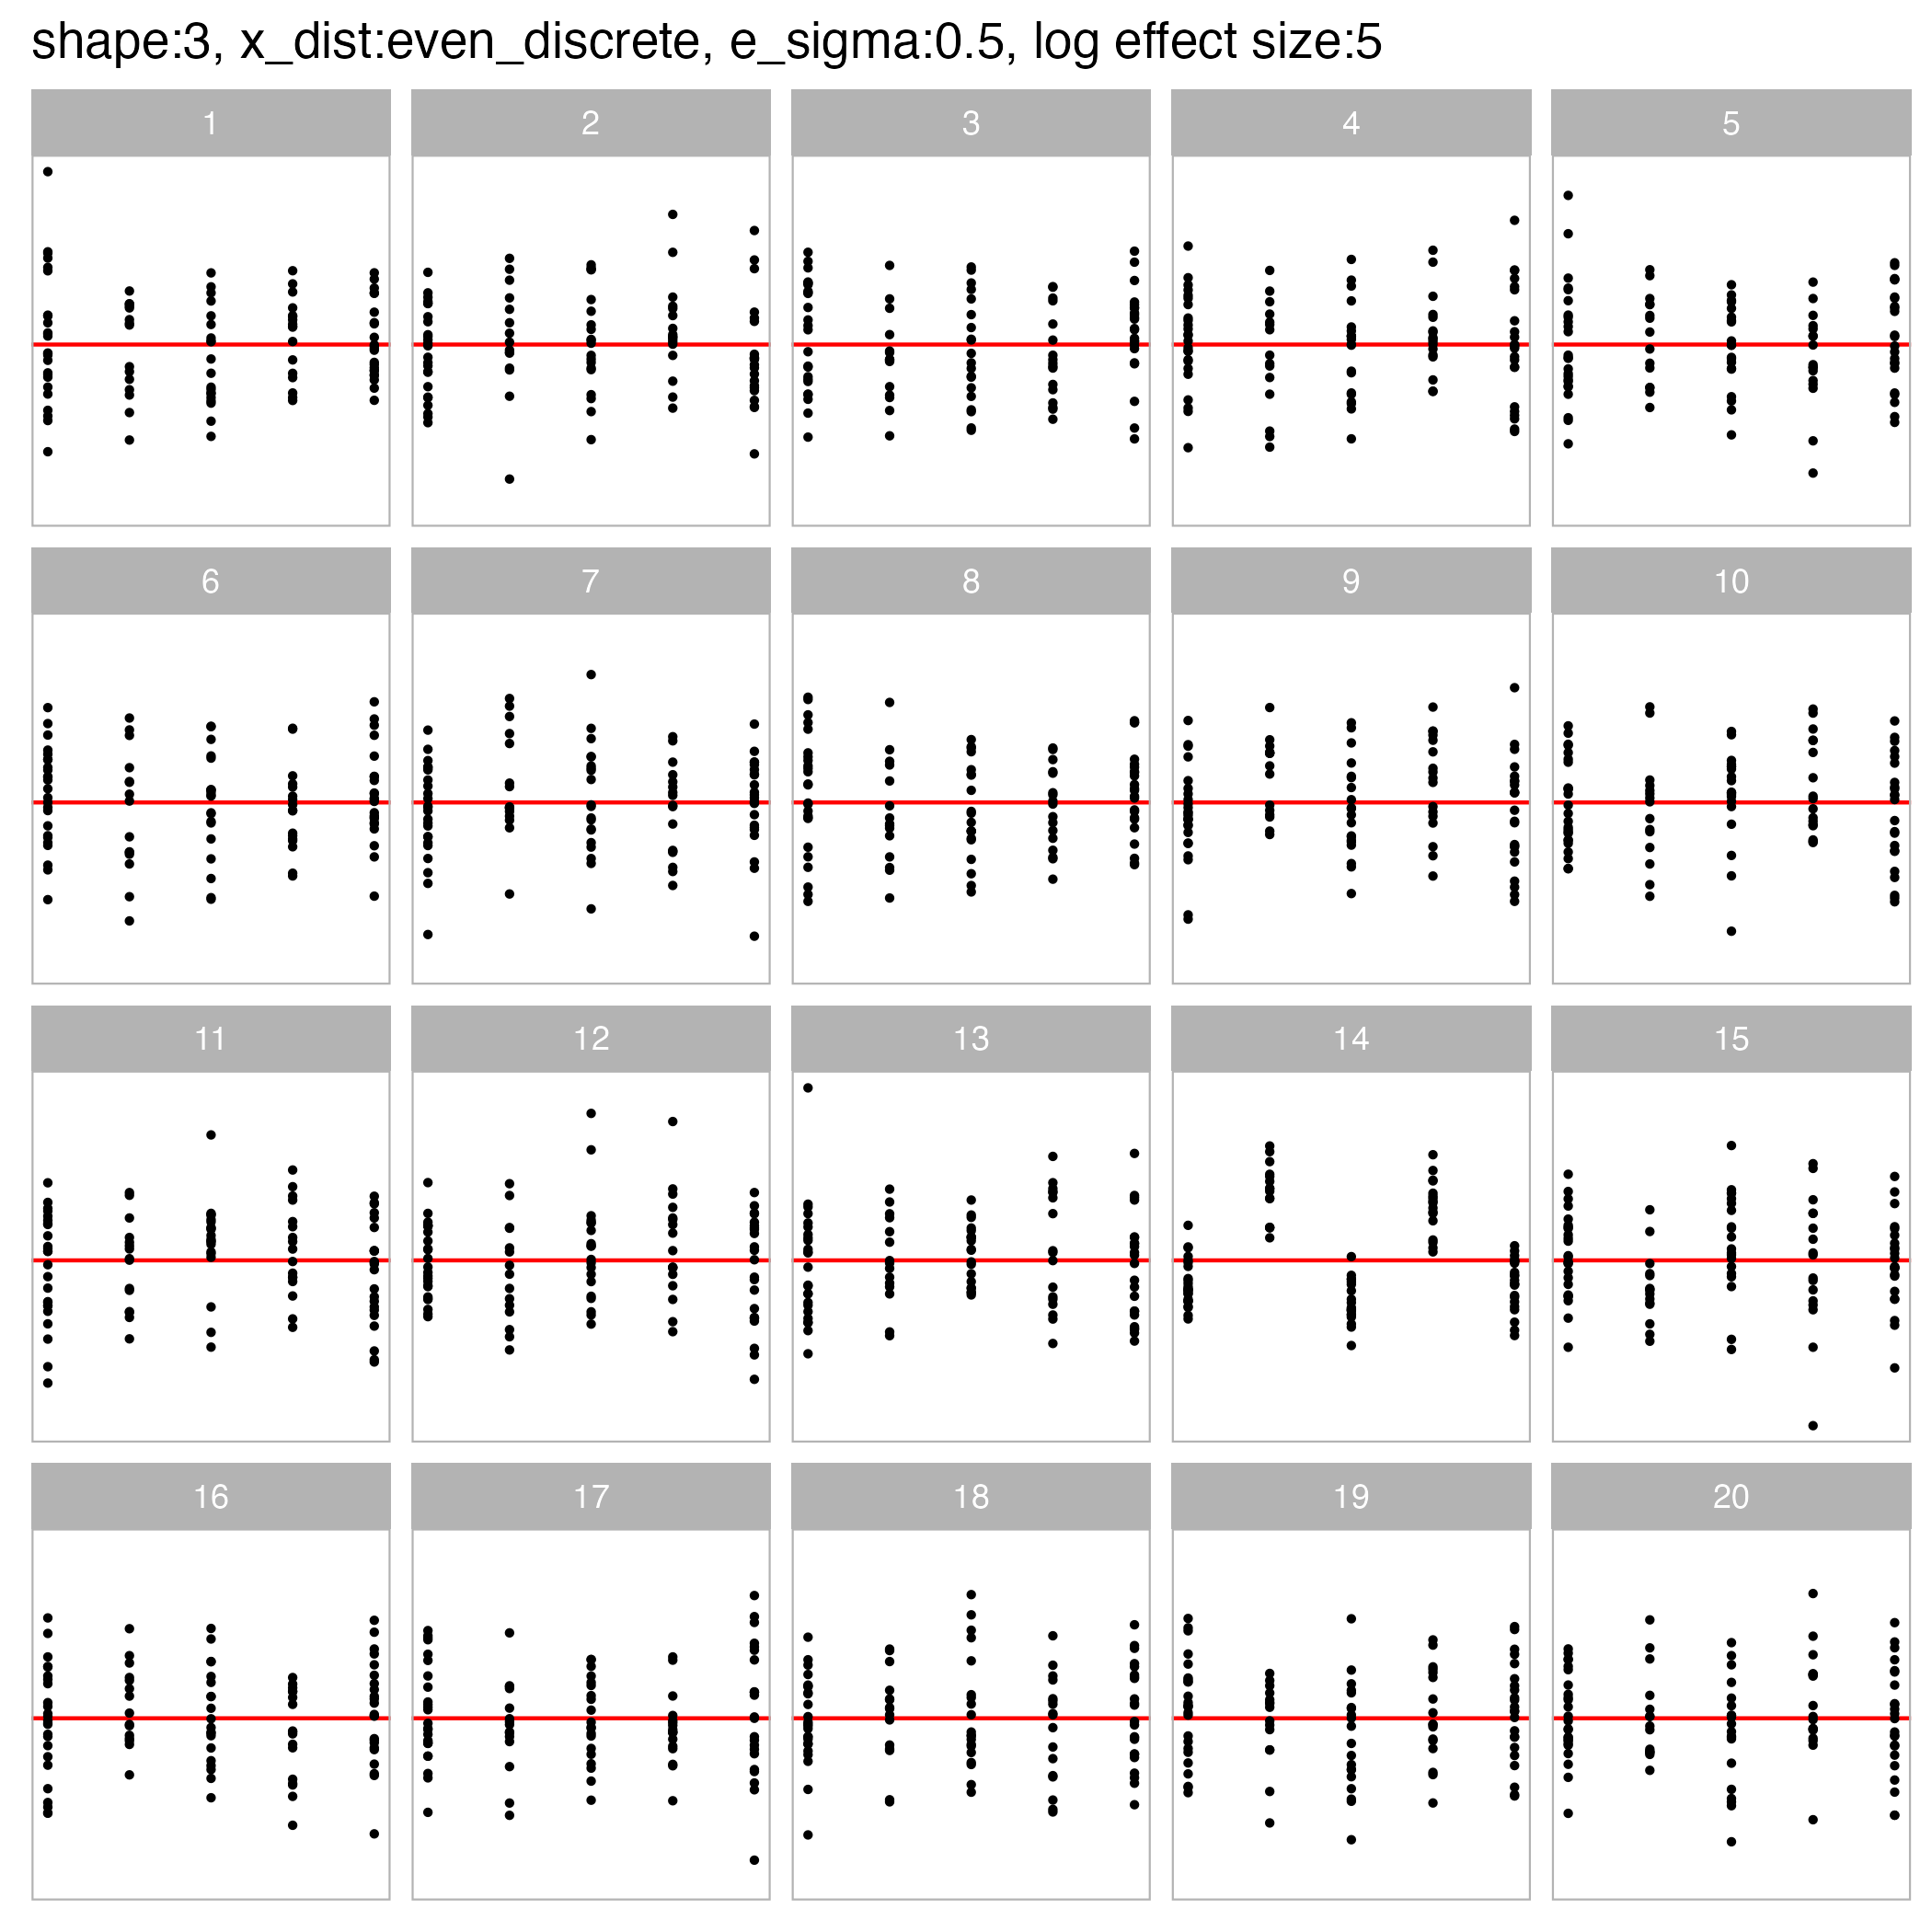 shape:3, x_dist:even_discrete, e_sigma:0.5, log effect size:5
1 2 3 4 5
6 7 8 9 10
11 12 13 14 15
16 17 18 19 20